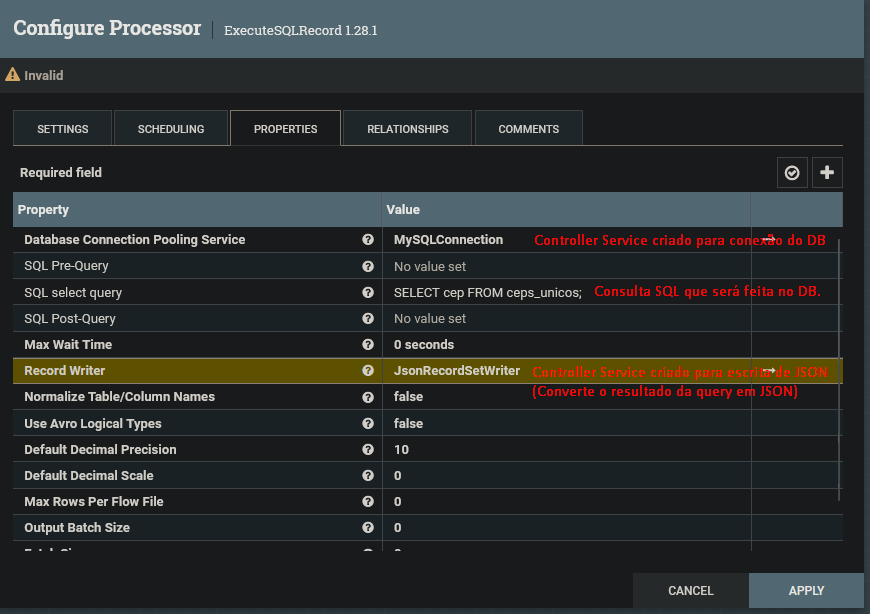 Configure Processor | ExecuteSQLRecord 1.28.1
Invalid
SETTINGS SCHEDULING PROPERTIES RELATIONSHIPS COMMENTS
Required field
Property Value
Database Connection Pooling Service MySQLConnection Controller Service criado para conexão do DB
SQL Pre-Query No value set
SQL select query SELECT cep FROM ceps_unicos; Consulta SQL que será feita no DB.
SQL Post-Query No value set
Max Wait Time 0 seconds
Record Writer JsonRecordSetWriter Controller Service criado para escrita de JSON
(Converte o resultado da query em JSON)
Normalize Table/Column Names false
Use Avro Logical Types false
Default Decimal Precision 10
Default Decimal Scale 0
Max Rows Per Flow File 0
Output Batch Size 0
CANCEL APPLY